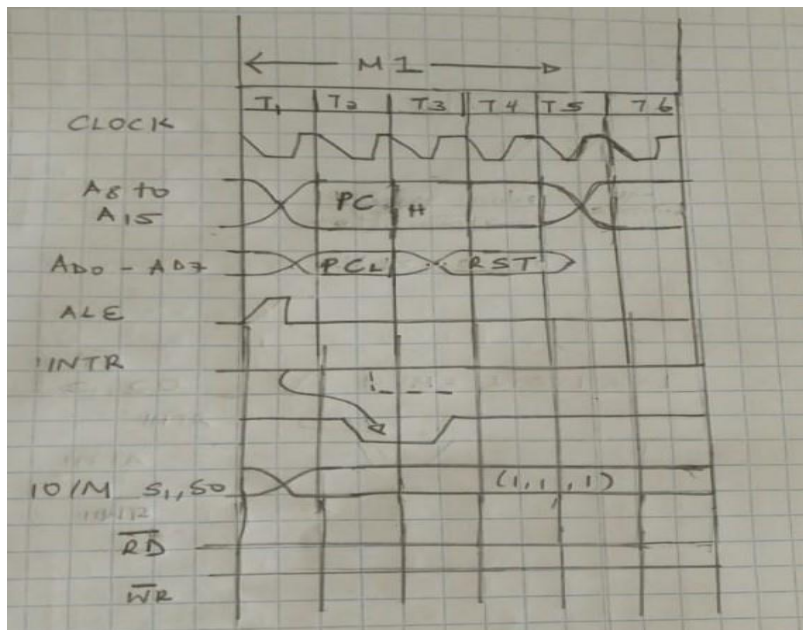 M1
T1 T2 T3 T4 T5 T6
CLOCK
A8 to
A15
PC H
AD0 - AD7
PCL
RST
ALE
INTR
IO/M S1, S0
(1, 1, 1)
RD
WR